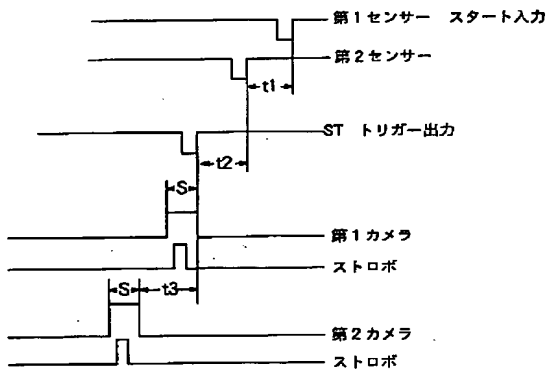 第1センサー　スタート入力
第2センサー
t1
ST　トリガー出力
t2
S
第1カメラ
ストロボ
S
t3
第2カメラ
ストロボ